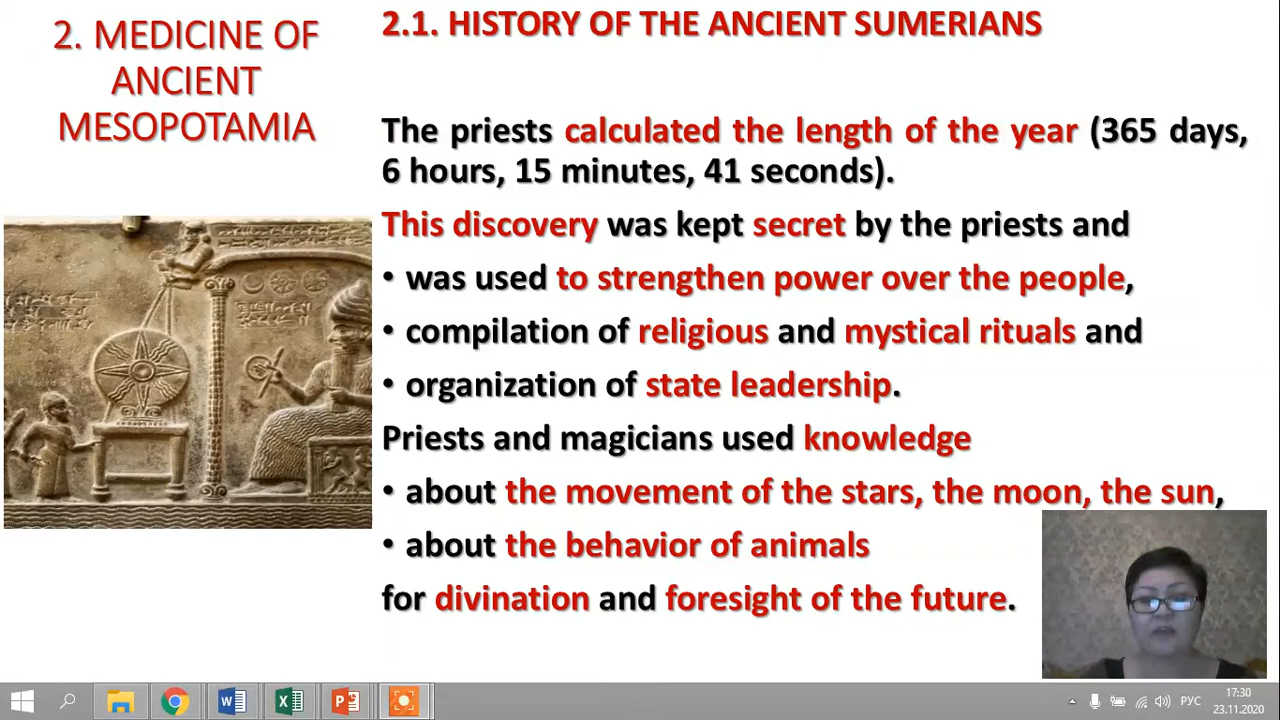 2. MEDICINE OF
ANCIENT
MESOPOTAMIA
2.1. HISTORY OF THE ANCIENT SUMERIANS
The priests calculated the length of the year (365 days,
6 hours, 15 minutes, 41 seconds).
This discovery was kept secret by the priests and
• was used to strengthen power over the people,
• compilation of religious and mystical rituals and
• organization of state leadership.
Priests and magicians used knowledge
• about the movement of the stars, the moon, the sun,
• about the behavior of animals
for divination and foresight of the future.
РУС
17:30
23.11.2020